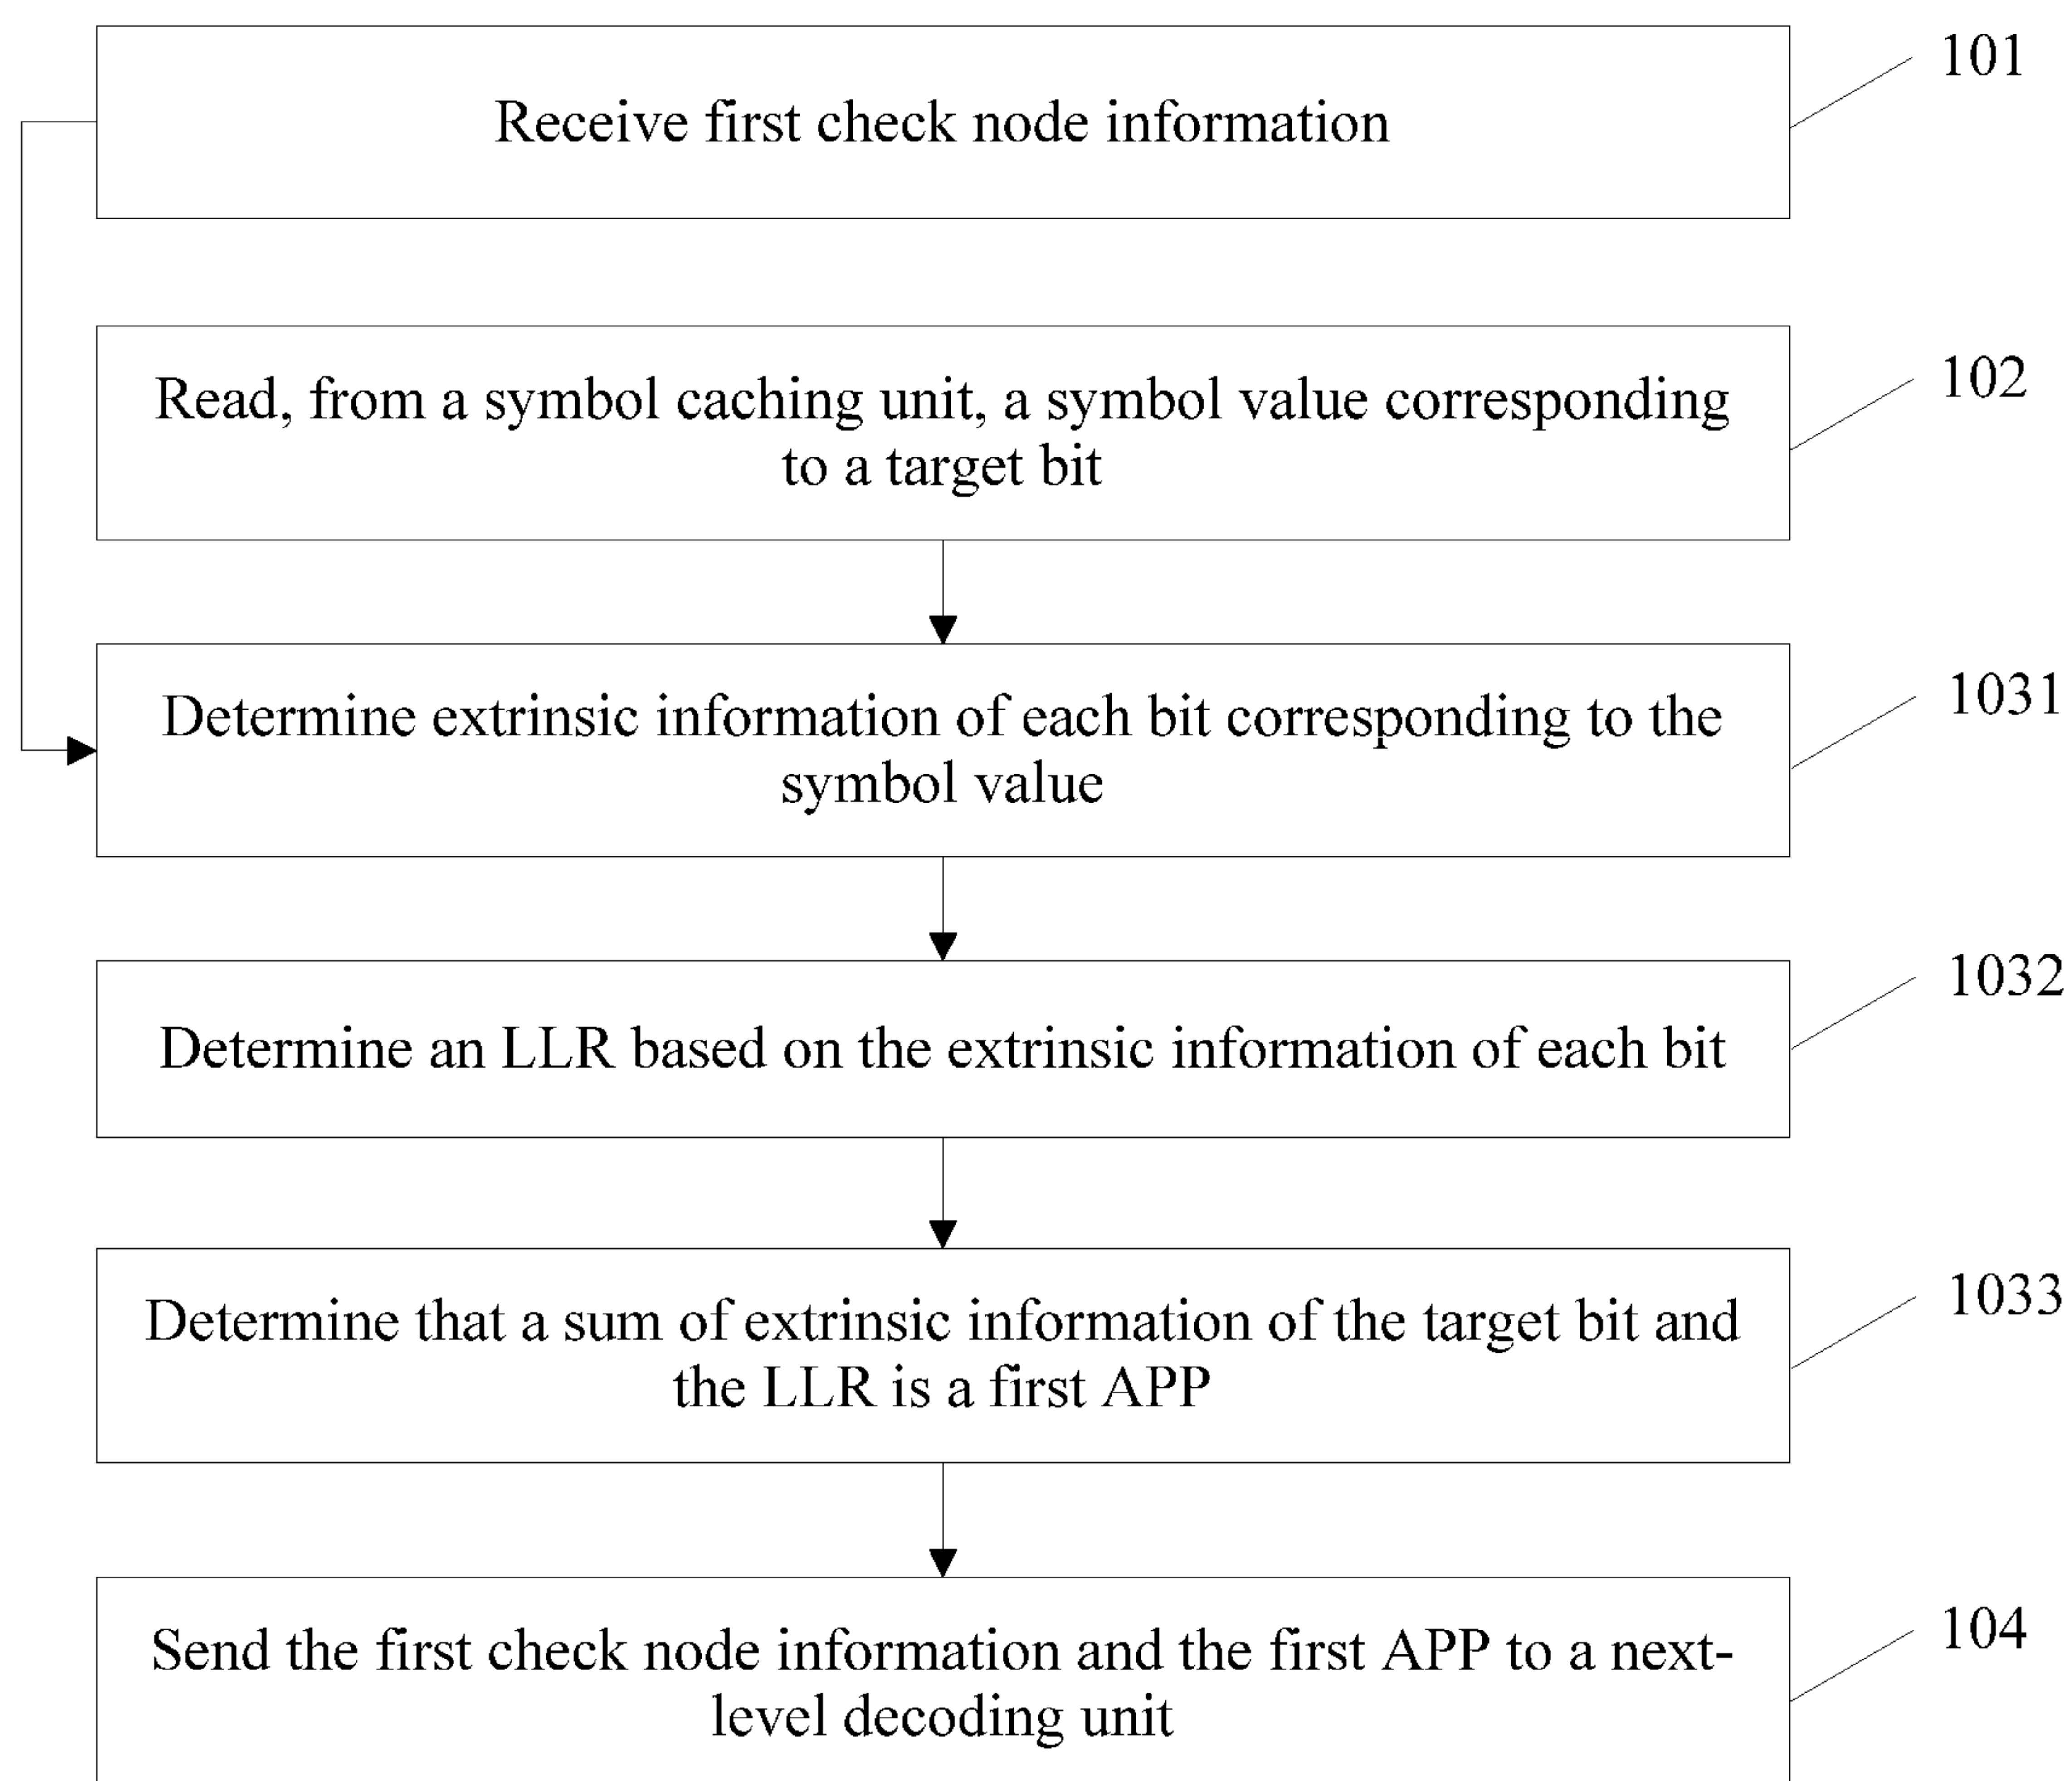 101
Receive first check node information
102
Read, from a symbol caching unit, a symbol value corresponding
to a target bit
1031
Determine extrinsic information of each bit corresponding to the
symbol value
1032
Determine an LLR based on the extrinsic information of each bit
1033
Determine that a sum of extrinsic information of the target bit and
the LLR is a first APP
104
Send the first check node information and the first APP to a next-
level decoding unit